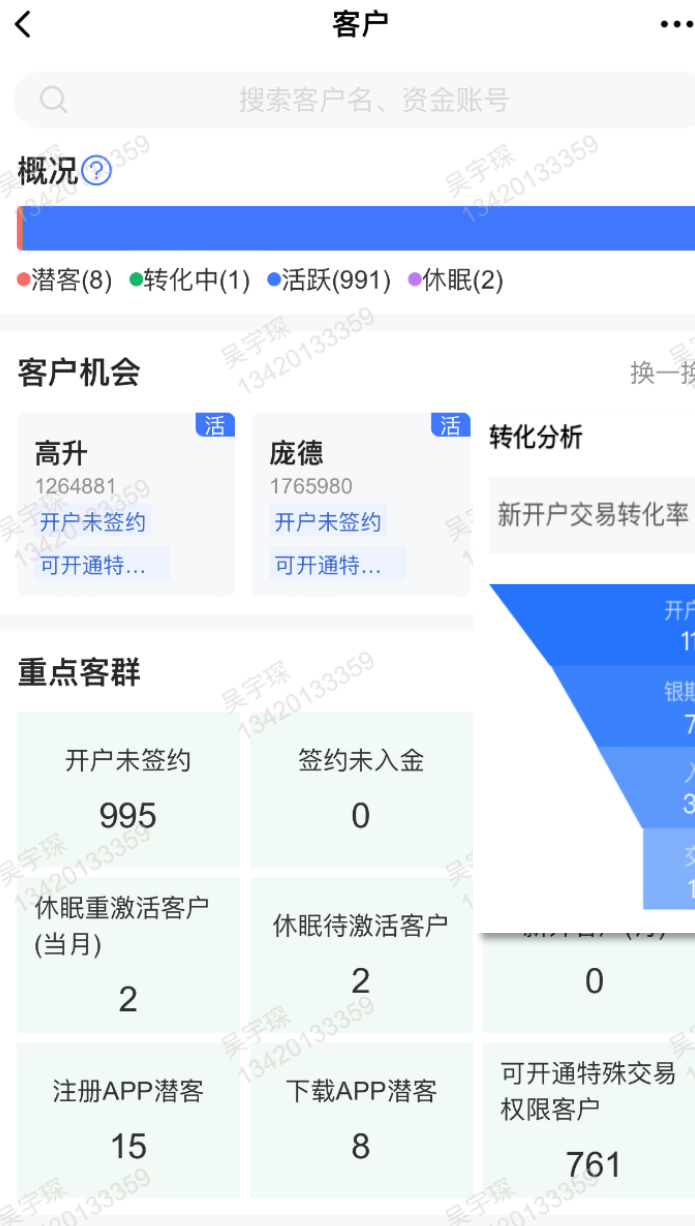 客户
搜索客户名、资金账号
概况?
潜客(8) 转化中(1) 活跃(991) 休眠(2)
客户机会
换一
活
高升
1264881
开户未签约
可开通特...
活
庞德
1765980
开户未签约
可开通特...
转化分析
新开户交易转化率
开户
重点客群
开户未签约
995
签约未入金
0
休眠重激活客户
(当月)
2
休眠待激活客户
2
0
注册APP潜客
15
下载APP潜客
8
可开通特殊交易
权限客户
761
吴宇琛
13420133359